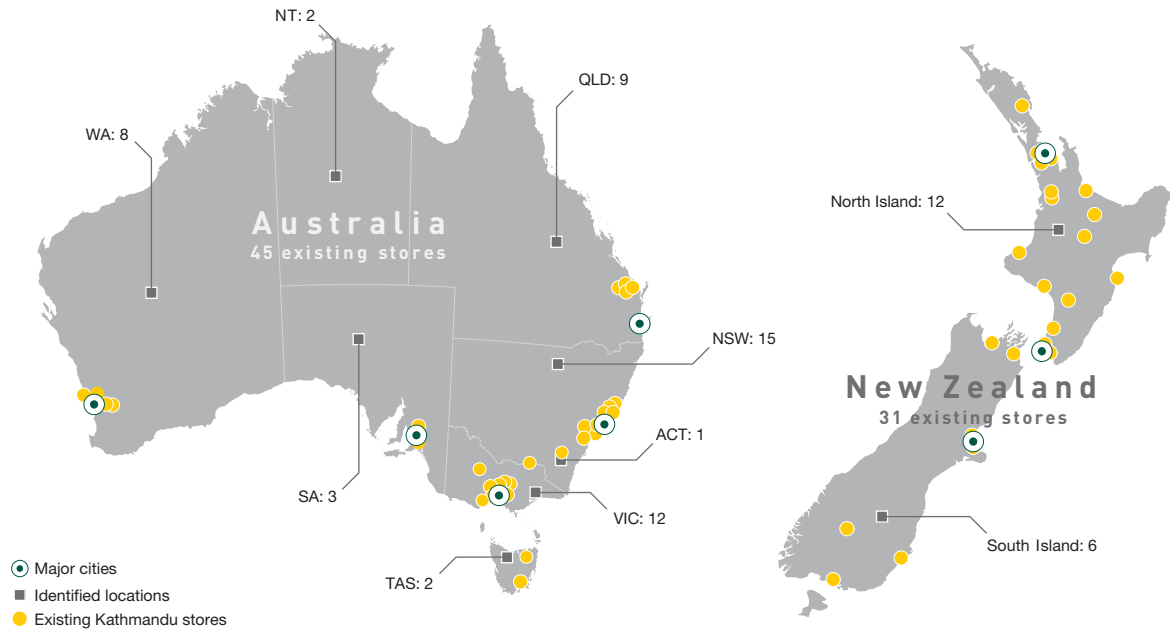 NT: 2
QLD: 9
WA: 8
North Island: 12
Australia
45 existing stores
NSW: 15
New Zealand
31 existing stores
ACT: 1
SA: 3
VIC: 12
South Island: 6
TAS: 2
Major cities
Identified locations
Existing Kathmandu stores